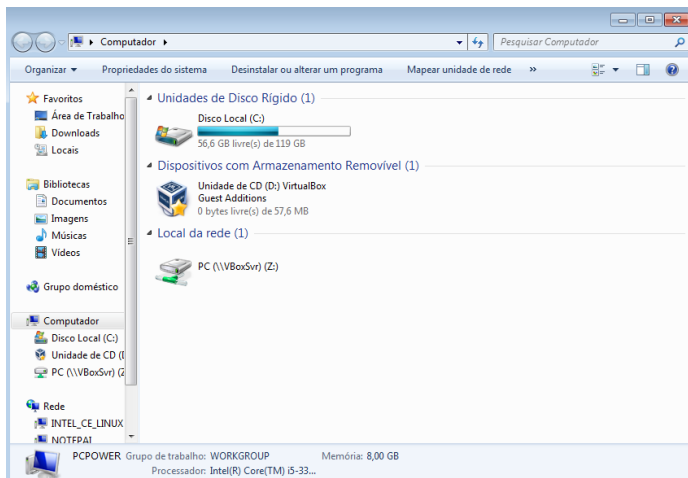 Computador
Pesquisar Computador
Organizar
Propriedades do sistema
Desinstalar ou alterar um programa
Mapear unidade de rede
»
Favoritos
Área de Trabalho
Downloads
Locais
Bibliotecas
Documentos
Imagens
Músicas
Vídeos
Grupo doméstico
Computador
Disco Local (C:)
Unidade de CD (I
PC (\\VBoxSvr) (Z
Rede
INTEL_CE_LINUX
NOTEPAI
Unidades de Disco Rígido (1)
Disco Local (C:)
56,6 GB livre(s) de 119 GB
Dispositivos com Armazenamento Removível (1)
Unidade de CD (D:) VirtualBox
Guest Additions
0 bytes livre(s) de 57,6 MB
Local da rede (1)
PC (\\VBoxSvr) (Z:)
PCPOWER Grupo de trabalho: WORKGROUP Memória: 8,00 GB
Processador: Intel(R) Core(TM) i5-33...